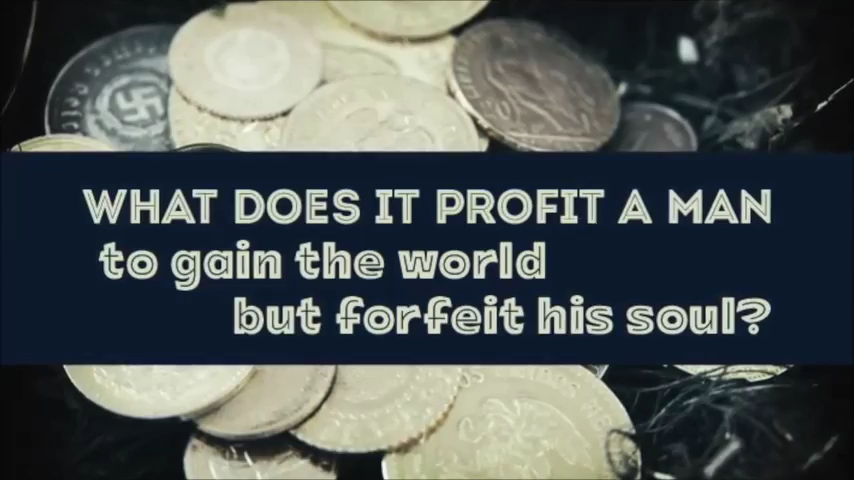 WHAT DOES IT PROFIT A MAN
to gain the world
but forfeit his soul?